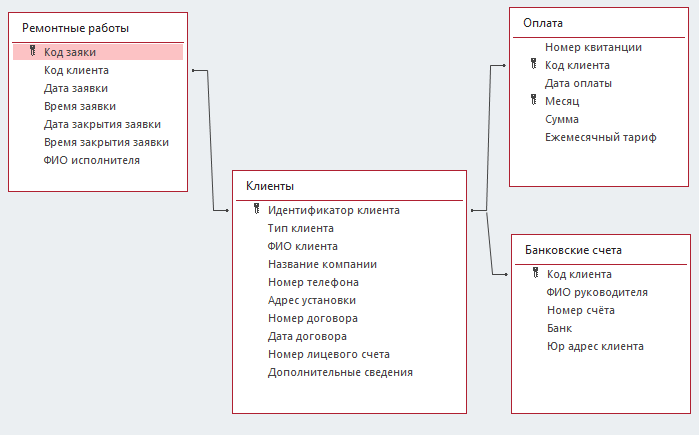 Ремонтные работы
Код заяки
Код клиента
Дата заявки
Время заявки
Дата закрытия заявки
Время закрытия заявки
ФИО исполнителя
Клиенты
Идентификатор клиента
Тип клиента
ФИО клиента
Название компании
Номер телефона
Адрес установки
Номер договора
Дата договора
Номер лицевого счета
Дополнительные сведения
Оплата
Номер квитанции
Код клиента
Дата оплаты
Месяц
Сумма
Ежемесячный тариф
Банковские счета
Код клиента
ФИО руководителя
Номер счёта
Банк
Юр адрес клиента